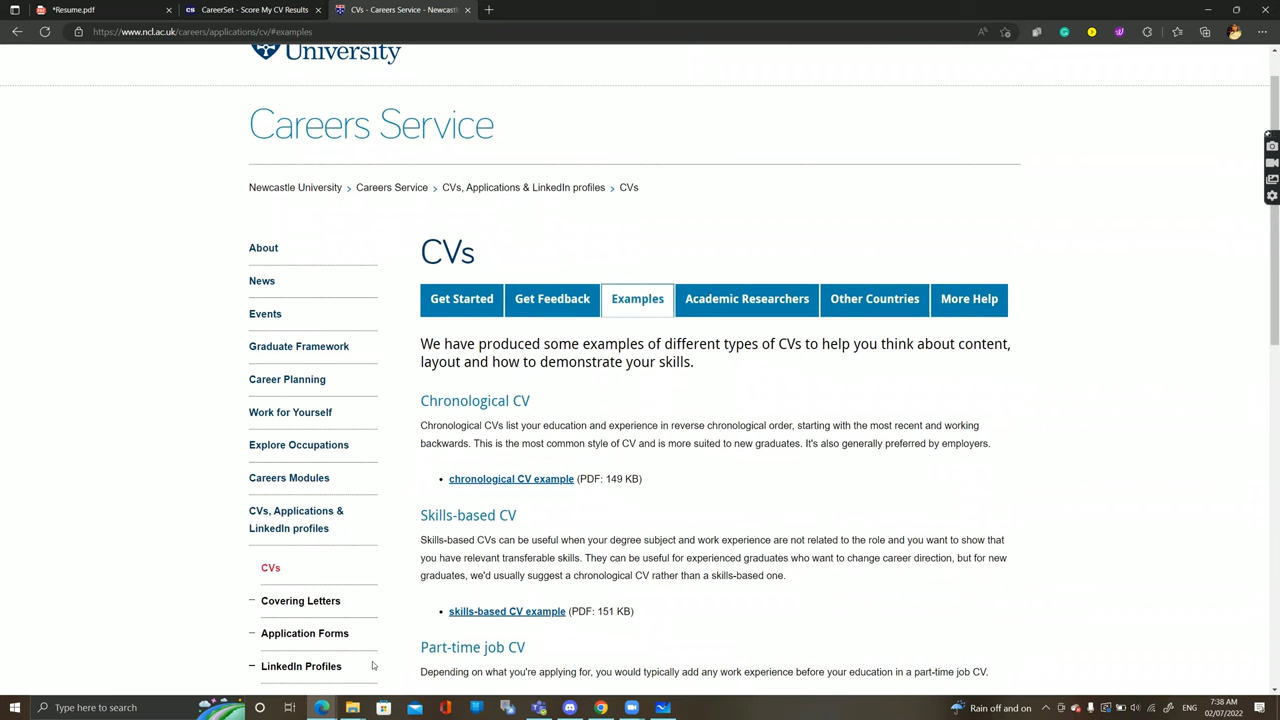 *Resume.pdf
CareerSet - Score My CV Results
CVs - Careers Service - Newcastle
https://www.ncl.ac.uk/careers/applications/cv/#examples
University
Careers Service
Newcastle University > Careers Service > CVs, Applications & LinkedIn profiles > CVs
About
News
Events
Graduate Framework
Career Planning
Work for Yourself
Explore Occupations
Careers Modules
CVs, Applications &
LinkedIn profiles
CVs
Covering Letters
Application Forms
LinkedIn Profiles
CVs
Get Started Get Feedback Examples Academic Researchers Other Countries More Help
We have produced some examples of different types of CVs to help you think about content,
layout and how to demonstrate your skills.
Chronological CV
Chronological CVs list your education and experience in reverse chronological order, starting with the most recent and working
backwards. This is the most common style of CV and is more suited to new graduates. It's also generally preferred by employers.
• chronological CV example (PDF: 149 KB)
Skills-based CV
Skills-based CVs can be useful when your degree subject and work experience are not related to the role and you want to show that
you have relevant transferable skills. They can be useful for experienced graduates who want to change career direction, but for new
graduates, we'd usually suggest a chronological CV rather than a skills-based one.
• skills-based CV example (PDF: 151 KB)
Part-time job CV
Depending on what you're applying for, you would typically add any work experience before your education in a part-time job CV.
Type here to search
Rain off and on
7:38 AM
02/07/2022